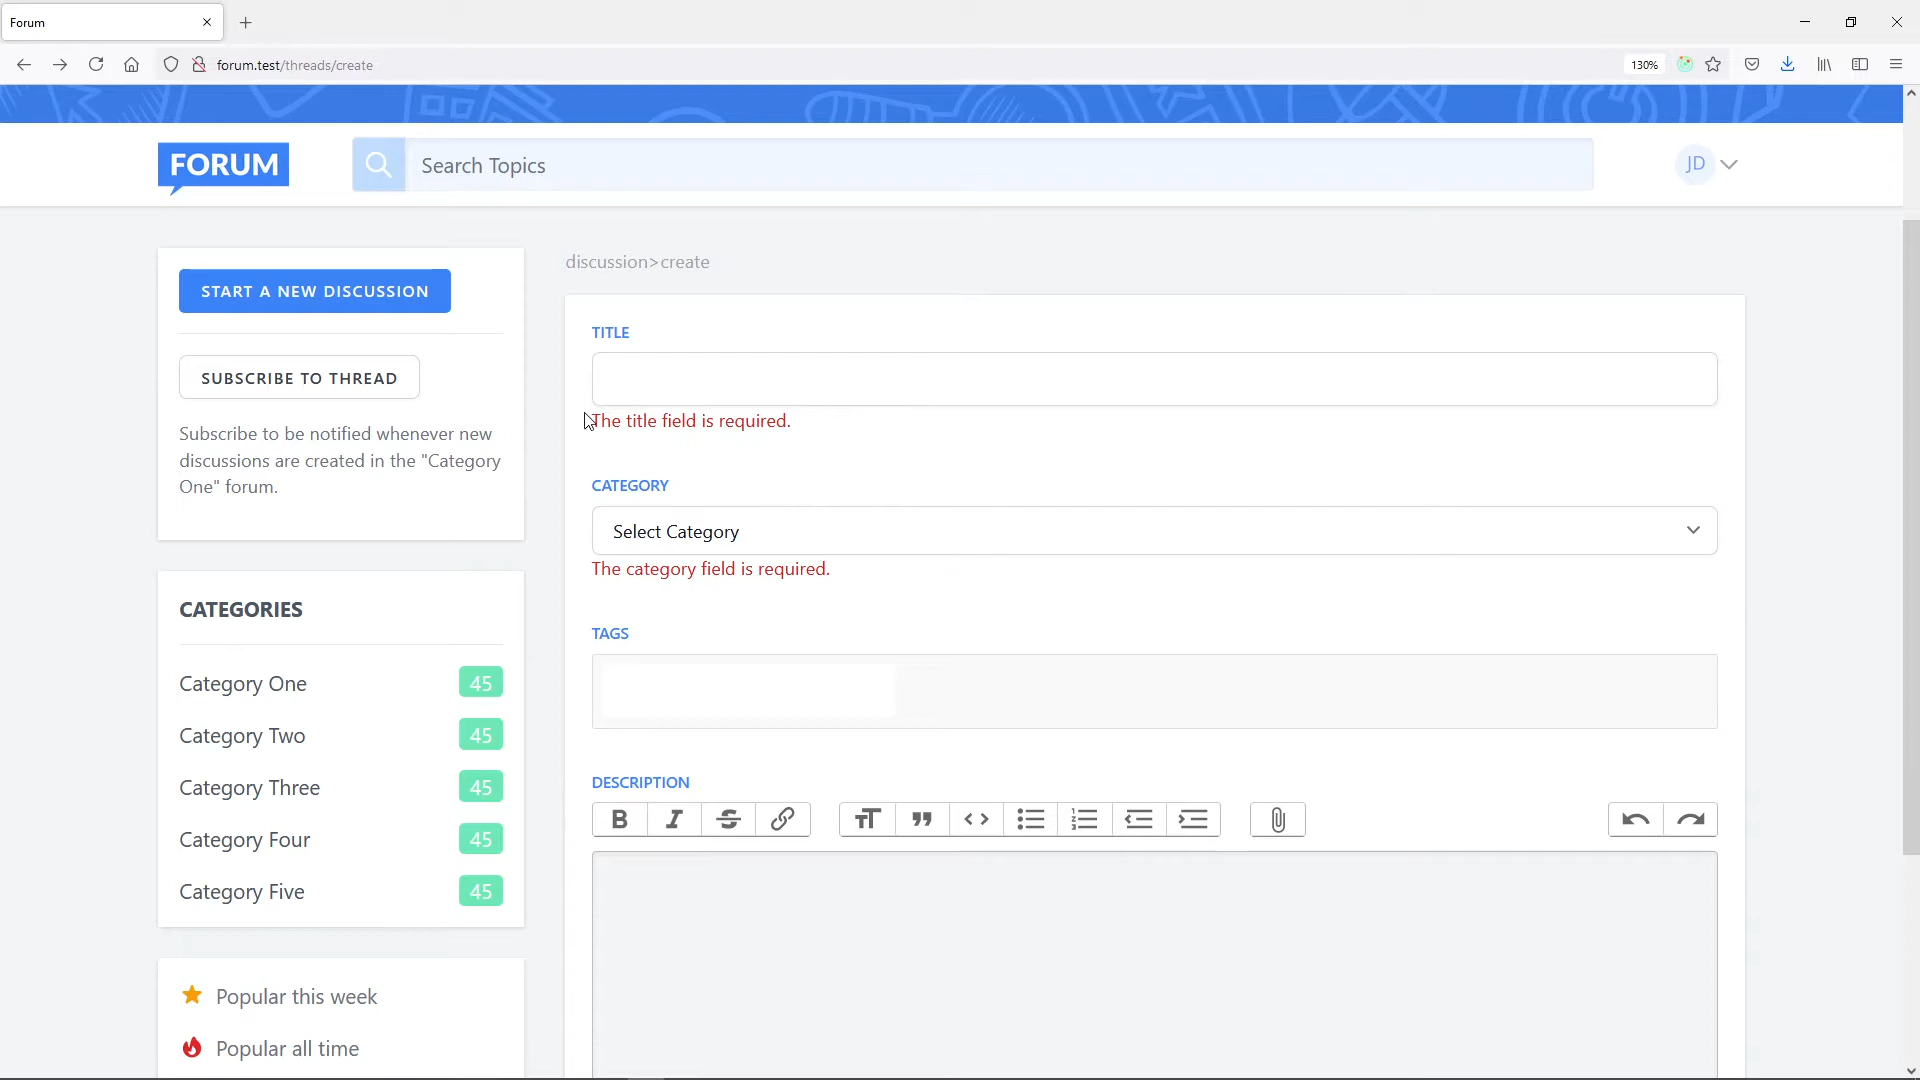 Forum
forum.test/threads/create
130%
FORUM
Search Topics
JD
START A NEW DISCUSSION
SUBSCRIBE TO THREAD
Subscribe to be notified whenever new
discussions are created in the "Category
One" forum.
CATEGORIES
Category One 45
Category Two 45
Category Three 45
Category Four 45
Category Five 45
Popular this week
Popular all time
discussion>create
TITLE
The title field is required.
CATEGORY
Select Category
The category field is required.
TAGS
DESCRIPTION